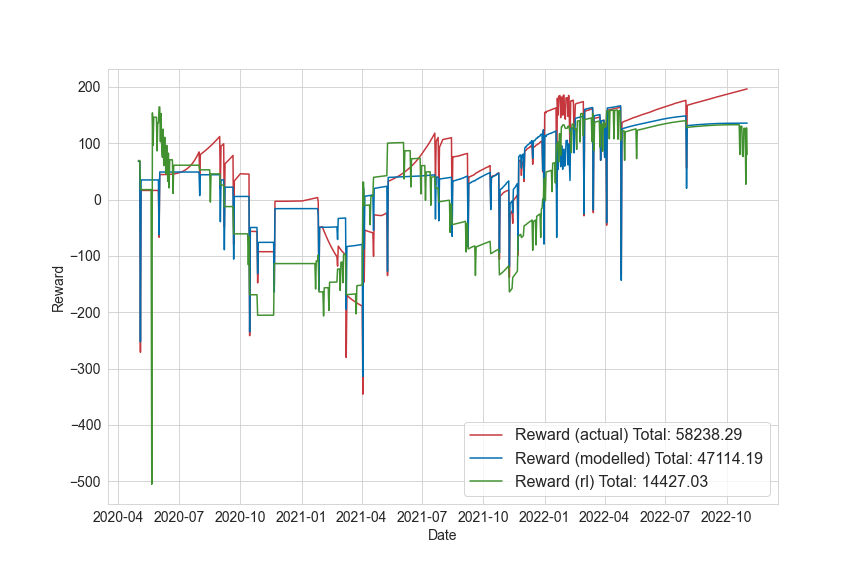 200
100
0
−100
−200
−300
−400
−500
Reward
Reward (actual) Total: 58238.29
Reward (modelled) Total: 47114.19
Reward (rl) Total: 14427.03
2020-04 2020-07 2020-10 2021-01 2021-04 2021-07 2021-10 2022-01 2022-04 2022-07 2022-10
Date